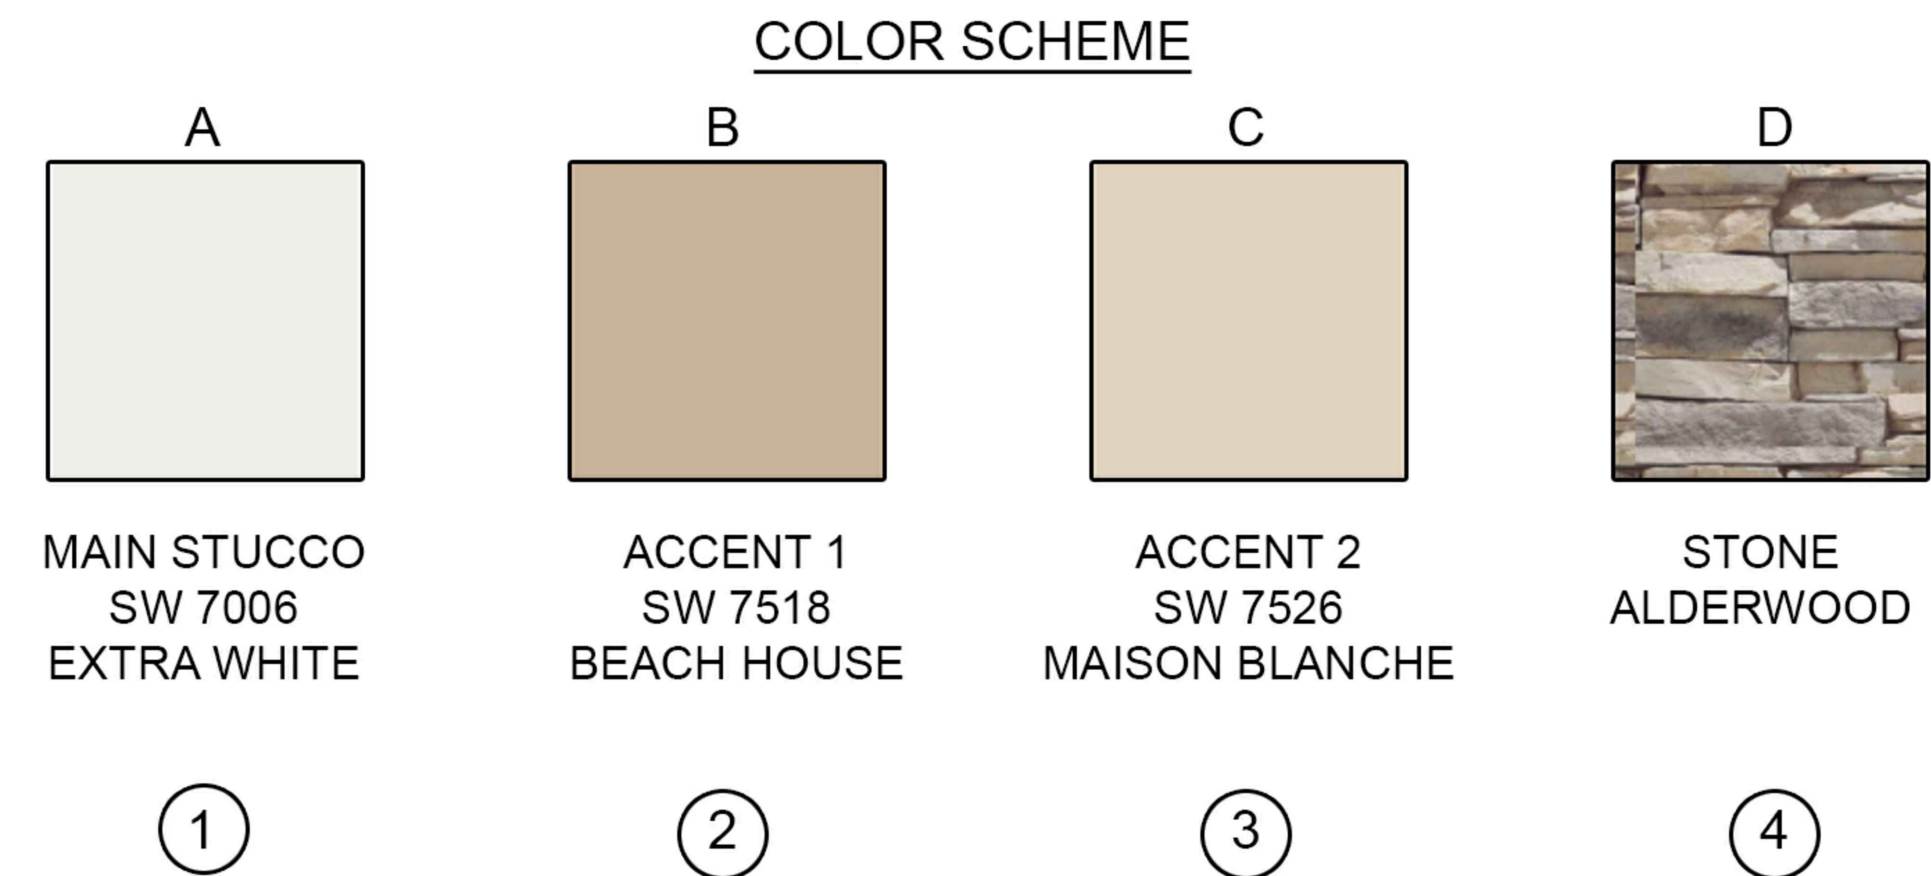 COLOR SCHEME
A
B
C
D
MAIN STUCCO
SW 7006
EXTRA WHITE
ACCENT 1
SW 7518
BEACH HOUSE
ACCENT 2
SW 7526
MAISON BLANCHE
STONE
ALDERWOOD
1
2
3
4